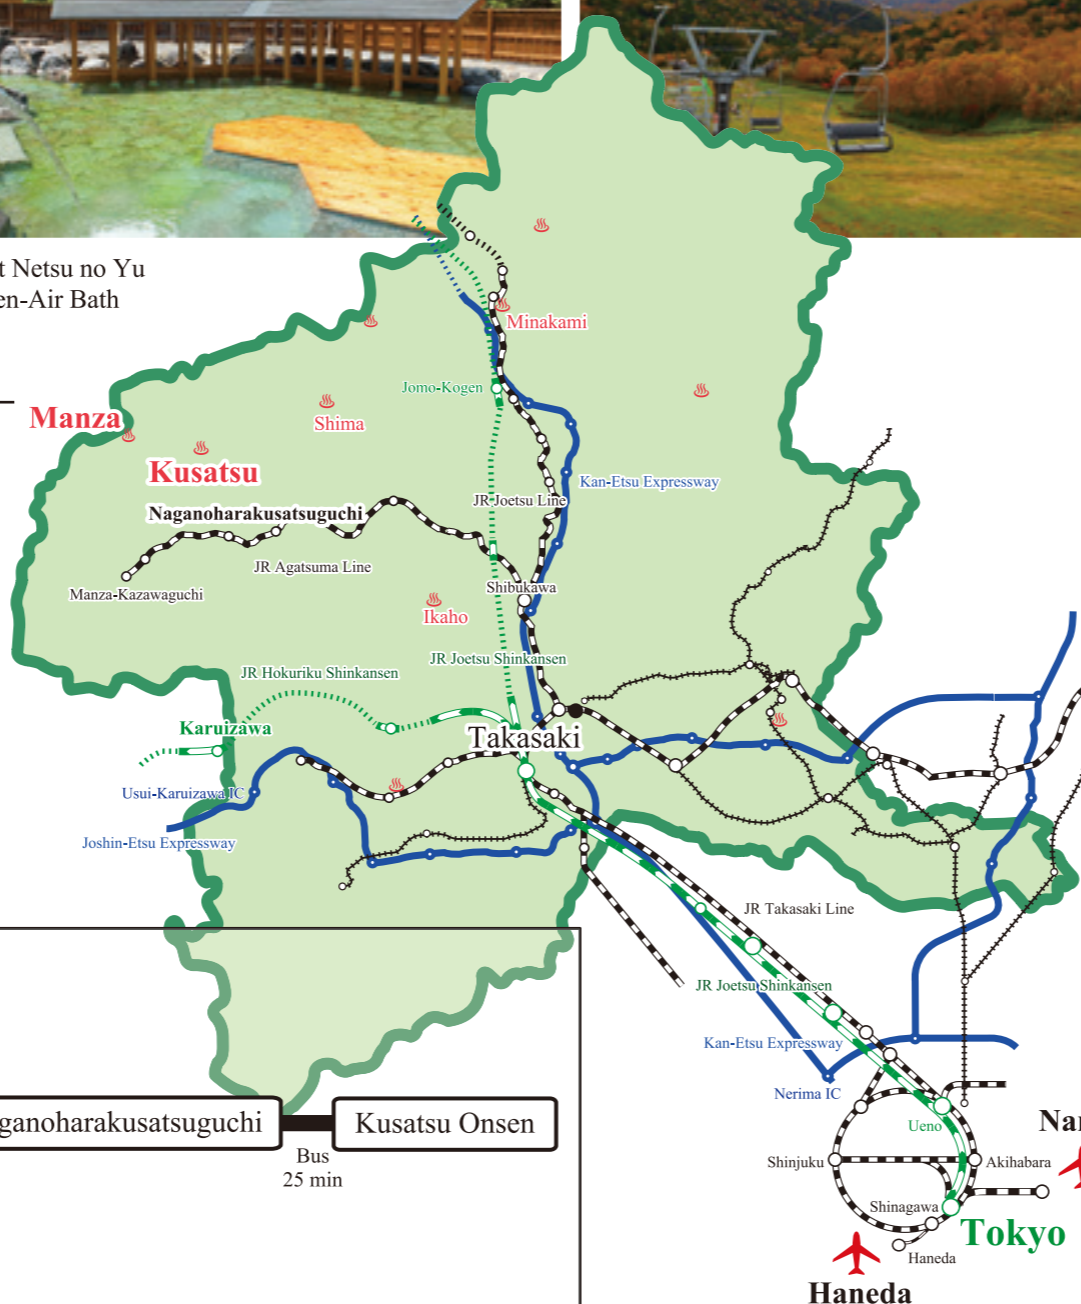 t Netsu no Yu
en-Air Bath
Minakami
Jomo-Kogen
Manza
Shima
Kusatsu
Kan-Etsu Expressway
JR Joetsu Line
Naganoharakusatsuguchi
JR Agatsuma Line
Manza-Kazawaguchi
Shibukawa
Ikaho
JR Joetsu Shinkansen
JR Hokuriku Shinkansen
Karuizawa
Takasaki
Usui-Karuizawa IC
Joshin-Etsu Expressway
JR Takasaki Line
JR Joetsu Shinkansen
Kan-Etsu Expressway
Nerima IC
ganoharakusatsuguchi
Kusatsu Onsen
Bus
25 min
Ueno
Nar
Shinjuku
Akihabara
Shinagawa
Tokyo
Haneda
Haneda